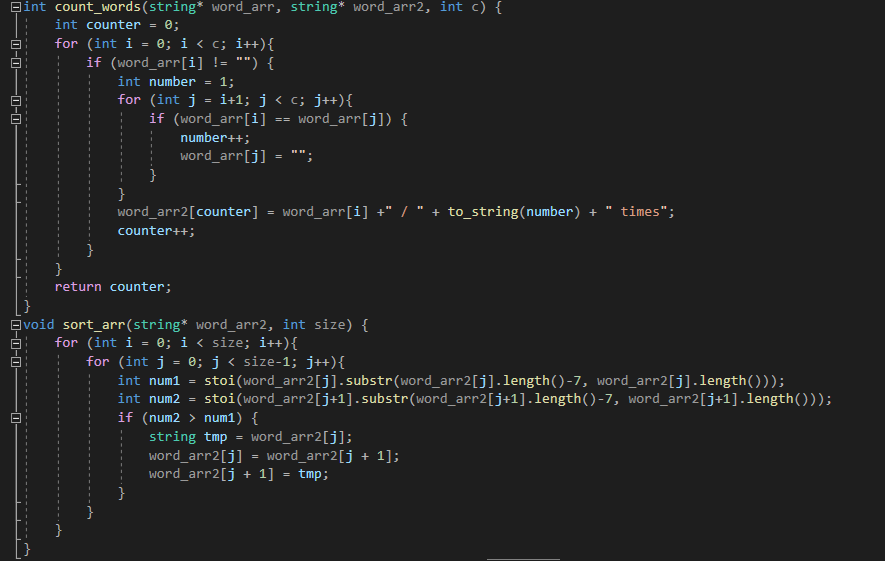 int count_words(string* word_arr, string* word_arr2, int c) {
    int counter = 0;
    for (int i = 0; i < c; i++){
        if (word_arr[i] != "") {
            int number = 1;
            for (int j = i+1; j < c; j++){
                if (word_arr[i] == word_arr[j]) {
                    number++;
                    word_arr[j] = "";
                }
            }
            word_arr2[counter] = word_arr[i] +" / " + to_string(number) + " times";
            counter++;
        }
    }
    return counter;
}
void sort_arr(string* word_arr2, int size) {
    for (int i = 0; i < size; i++){
        for (int j = 0; j < size-1; j++){
            int num1 = stoi(word_arr2[j].substr(word_arr2[j].length()-7, word_arr2[j].length()));
            int num2 = stoi(word_arr2[j+1].substr(word_arr2[j+1].length()-7, word_arr2[j+1].length()));
            if (num2 > num1) {
                string tmp = word_arr2[j];
                word_arr2[j] = word_arr2[j + 1];
                word_arr2[j + 1] = tmp;
            }
        }
    }
}